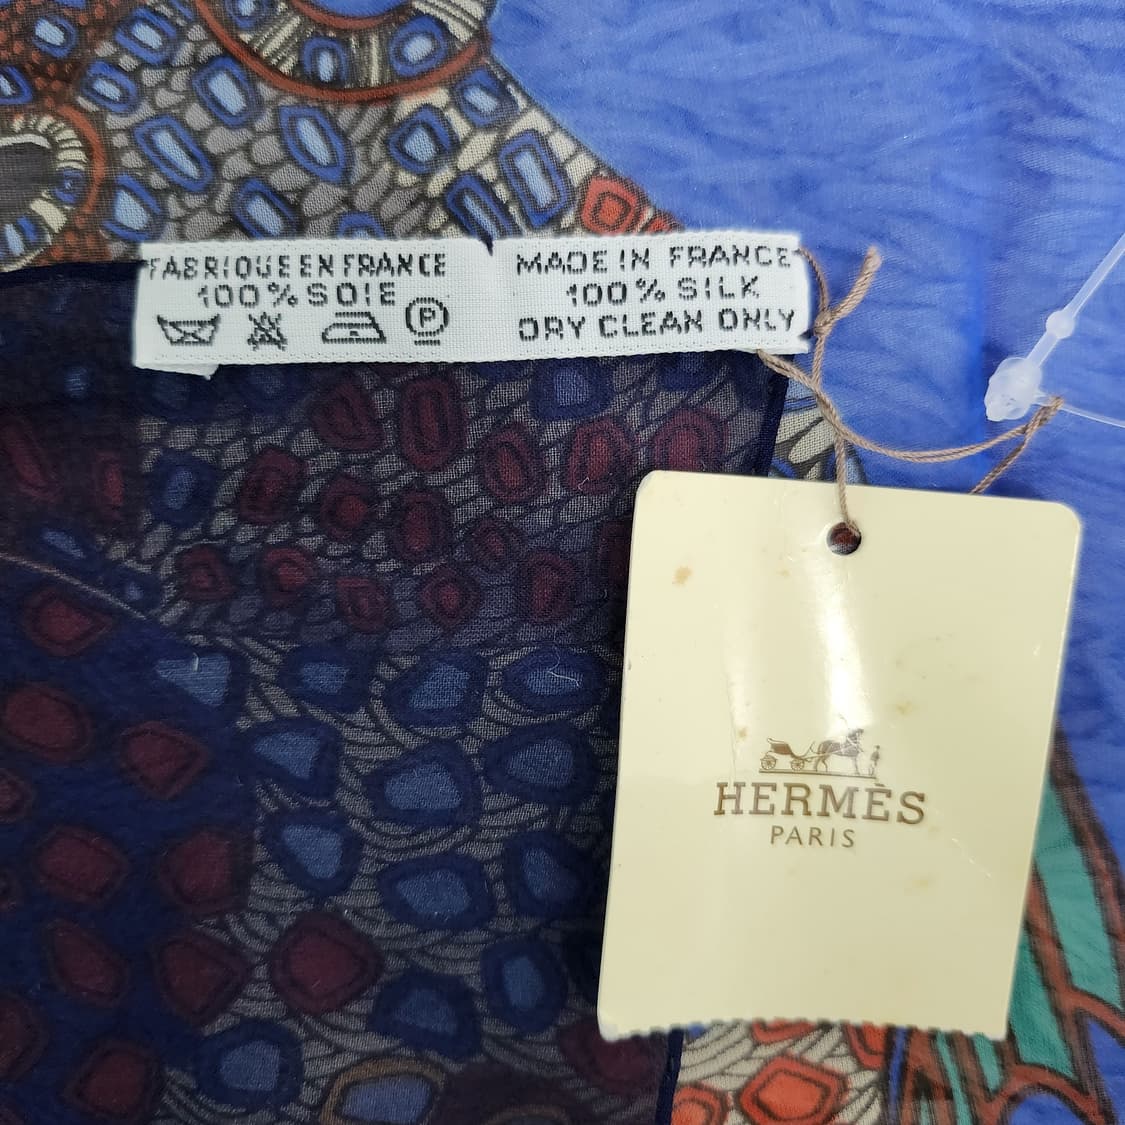 FABRIQUE EN FRANCE
100% SOIE
P
MADE IN FRANCE
100% SILK
DRY CLEAN ONLY
HERMÈS
PARIS